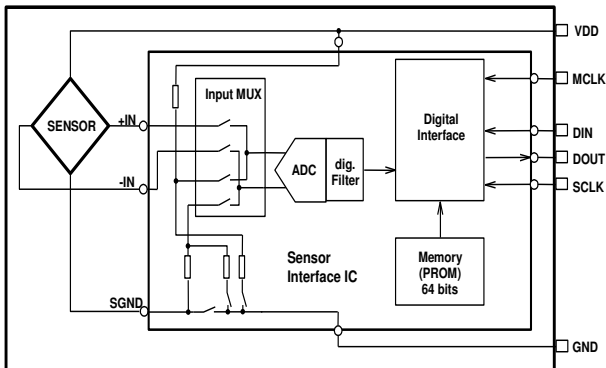 VDD
MCLK
DIN
DOUT
SCLK
GND
SENSOR
+IN
-IN
SGND
Input MUX
ADC
dig.
Filter
Digital
Interface
Memory
(PROM)
64 bits
Sensor
Interface IC